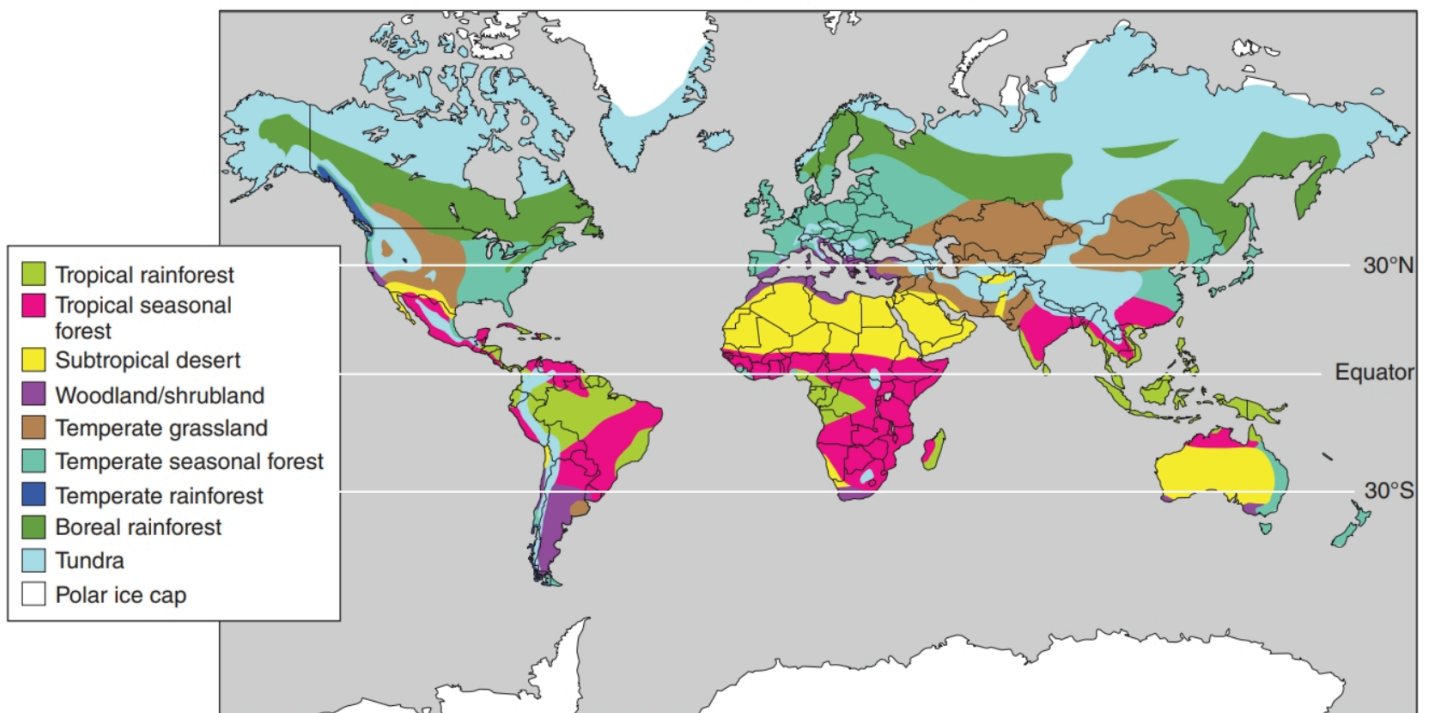 Tropical rainforest
Tropical seasonal
forest
Subtropical desert
Woodland/shrubland
Temperate grassland
Temperate seasonal forest
Temperate rainforest
Boreal rainforest
Tundra
Polar ice cap
30°N
Equator
30°S